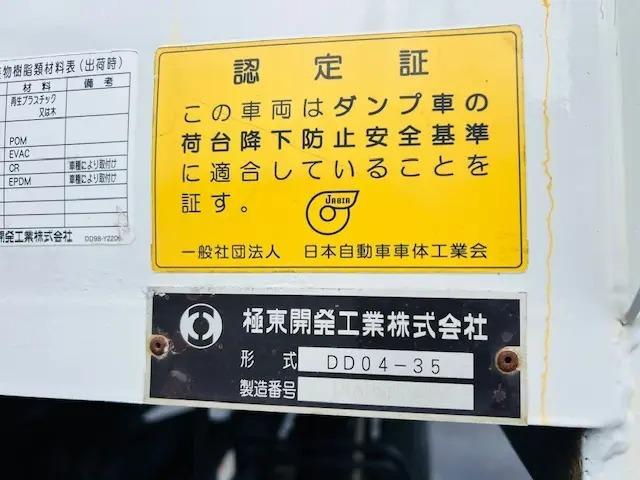 物樹脂類材料表(出荷時)
材料 備考
再生プラスチック
又は木
POM
EVAC
CR 車種により取付け
EPDM 車種により取付け
開発工業株式会社 DD98-Y220
認定証
この車両はダンプ車の
荷台降下防止安全基準
に適合していることを
証す。
JABIA
一般社団法人 日本自動車車体工業会
極東開発工業株式会社
形式 DD04-35
製造番号